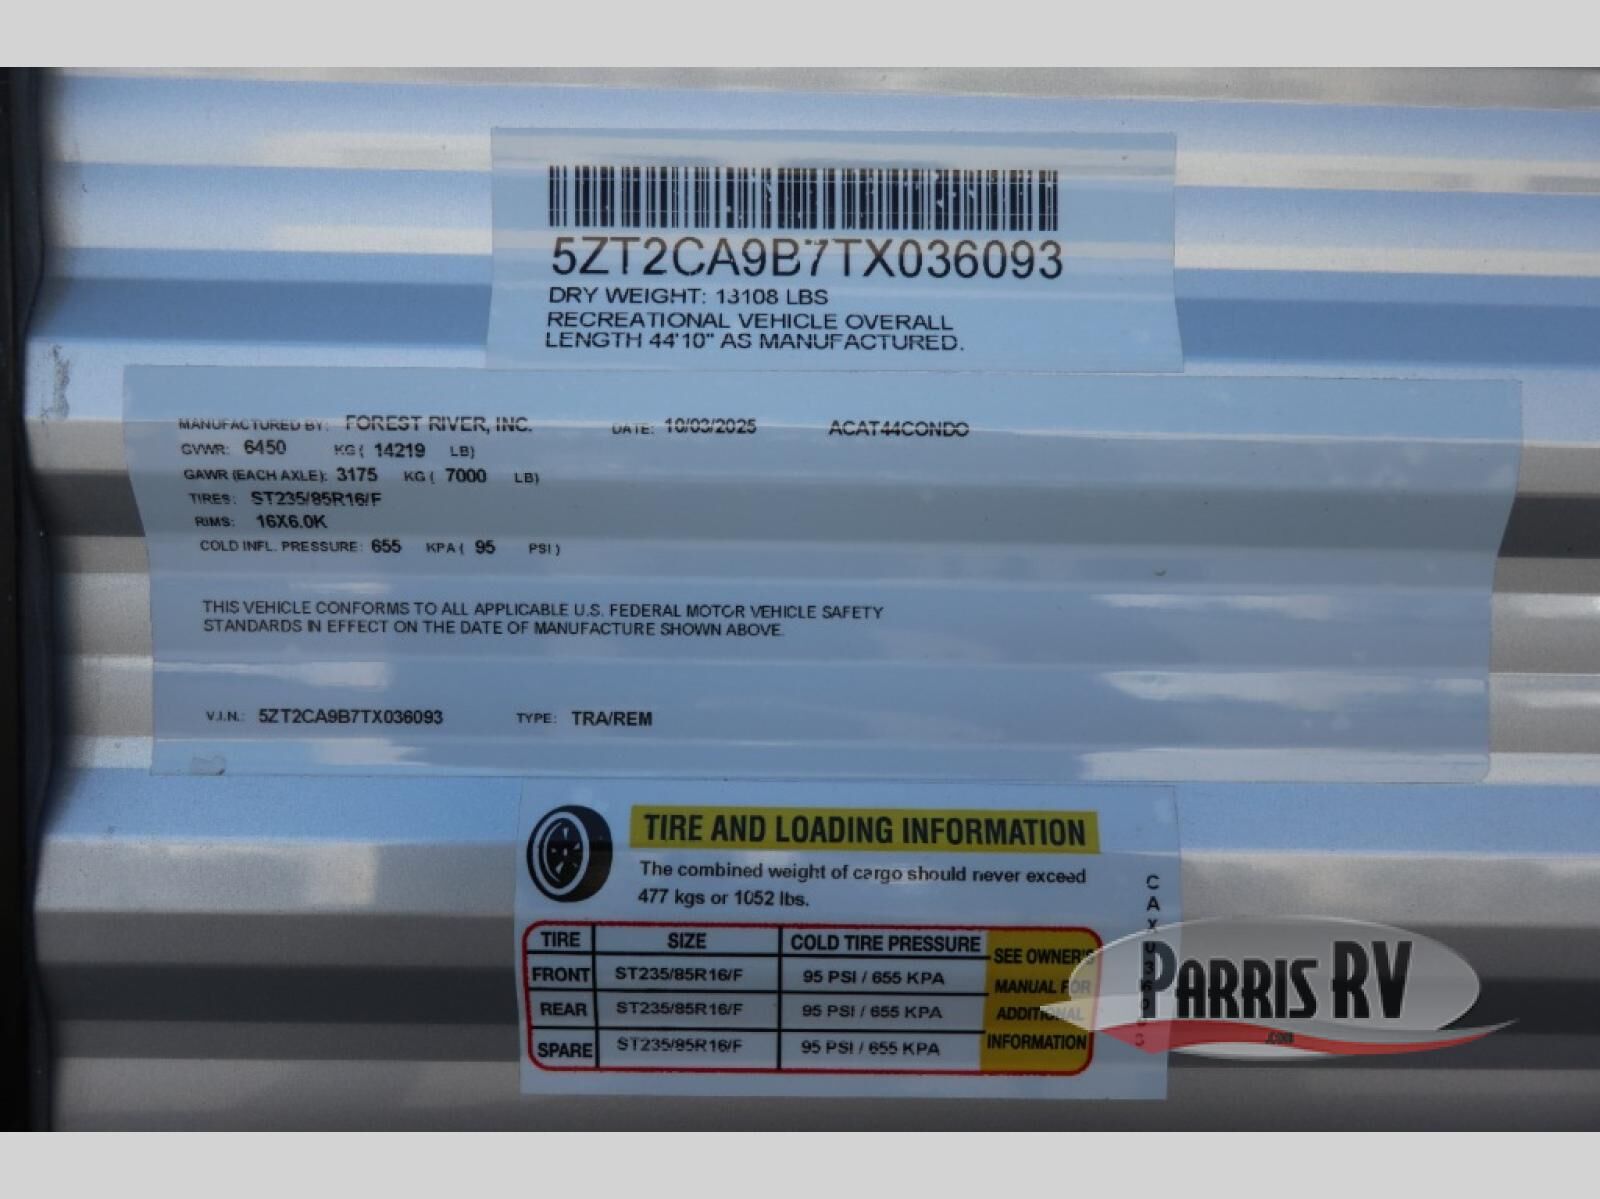 5ZT2CA9B7TX036093
DRY WEIGHT: 13108 LBS
RECREATIONAL VEHICLE OVERALL
LENGTH 44'10" AS MANUFACTURED.
MANUFACTURED BY: FOREST RIVER, INC. DATE: 10/03/2025 ACAT44CONDO
GVWR: 6450 KG ( 14219 LB)
GAWR (EACH AXLE): 3175 KG ( 7000 LB)
TIRES: ST235/85R16/F
RIMS: 16X6.0K
COLD INFL. PRESSURE: 655 KPA ( 95 PSI )
THIS VEHICLE CONFORMS TO ALL APPLICABLE U.S. FEDERAL MOTOR VEHICLE SAFETY
STANDARDS IN EFFECT ON THE DATE OF MANUFACTURE SHOWN ABOVE.
V.I.N.: 5ZT2CA9B7TX036093 TYPE: TRA/REM
TIRE AND LOADING INFORMATION
The combined weight of cargo should never exceed
477 kgs or 1052 lbs.
TIRE SIZE COLD TIRE PRESSURE SEE OWNER'S
FRONT ST235/85R16/F 95 PSI / 655 KPA MANUAL FOR
REAR ST235/85R16/F 95 PSI / 655 KPA ADDITIONAL
SPARE ST235/85R16/F 95 PSI / 655 KPA INFORMATION
PARRIS RV
.COM